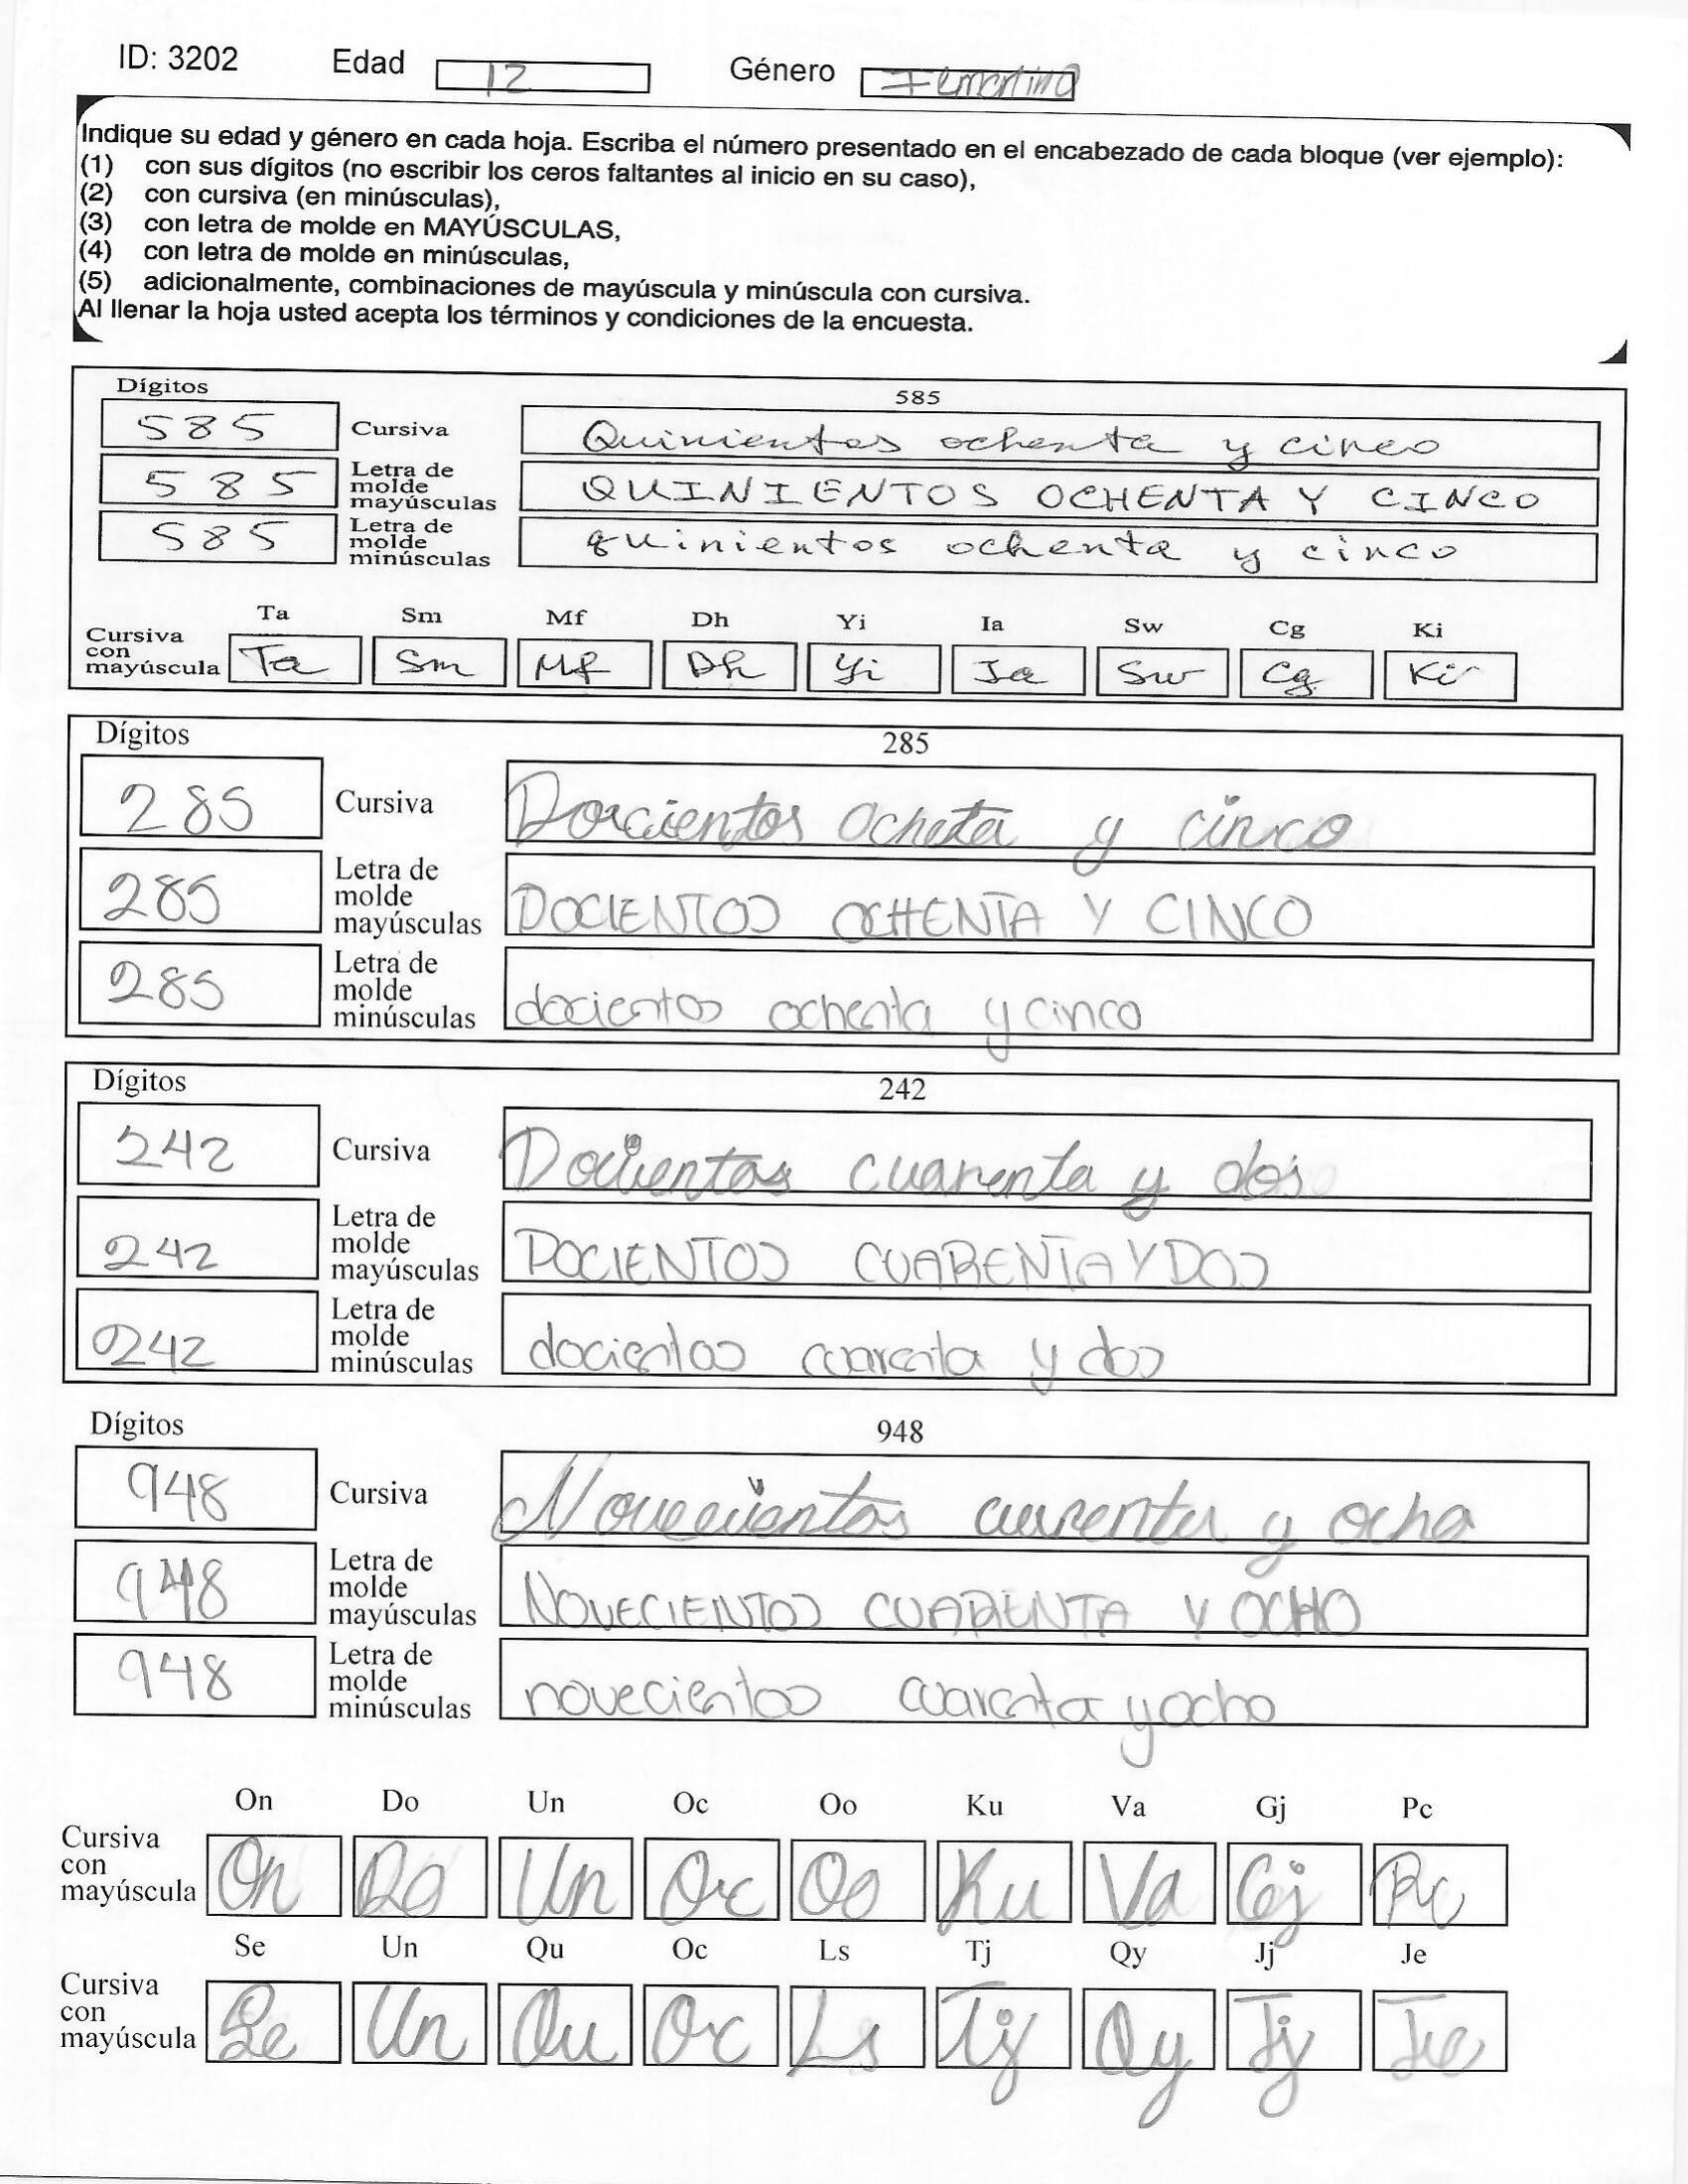 ID: 3202 Edad 12 Género Femenino
Indique su edad y género en cada hoja. Escriba el número presentado en el encabezado de cada bloque (ver ejemplo):
(1) con sus dígitos (no escribir los ceros faltantes al inicio en su caso),
(2) con cursiva (en minúsculas),
(3) con letra de molde en MAYÚSCULAS,
(4) con letra de molde en minúsculas,
(5) adicionalmente, combinaciones de mayúscula y minúscula con cursiva.
Al llenar la hoja usted acepta los términos y condiciones de la encuesta.
Dígitos 585
585 Cursiva Quinientos ochenta y cinco
585 Letra de molde mayúsculas QUINIENTOS OCHENTA Y CINCO
585 Letra de molde minúsculas quinientos ochenta y cinco
Ta Sm Mf Dh Yi Ia Sw Cg Ki
Cursiva con mayúscula Ta Sm Mf Dh Yi Ia Sw Cg Ki
Dígitos 285
285 Cursiva Dorcientos Ocheta y cinco
285 Letra de molde mayúsculas DOCIENTOS OCHENTA Y CINCO
285 Letra de molde minúsculas docientos ochenta y cinco
Dígitos 242
242 Cursiva Docientos cuarenta y dos
242 Letra de molde mayúsculas DOCIENTOS CUARENTA Y DOS
242 Letra de molde minúsculas docientos cuarenta y dos
Dígitos 948
948 Cursiva Novecientos curenta y ocho
948 Letra de molde mayúsculas NOVECIENTOS CUARENTA Y OCHO
948 Letra de molde minúsculas novecientos cuarenta y ocho
On Do Un Oc Oo Ku Va Gj Pc
Cursiva con mayúscula On Do Un Oc Oo Ku Va Gj Pc
Se Un Qu Oc Ls Tj Qy Jj Je
Cursiva con mayúscula Se Un Qu Oc Ls Tj Qy Jj Je